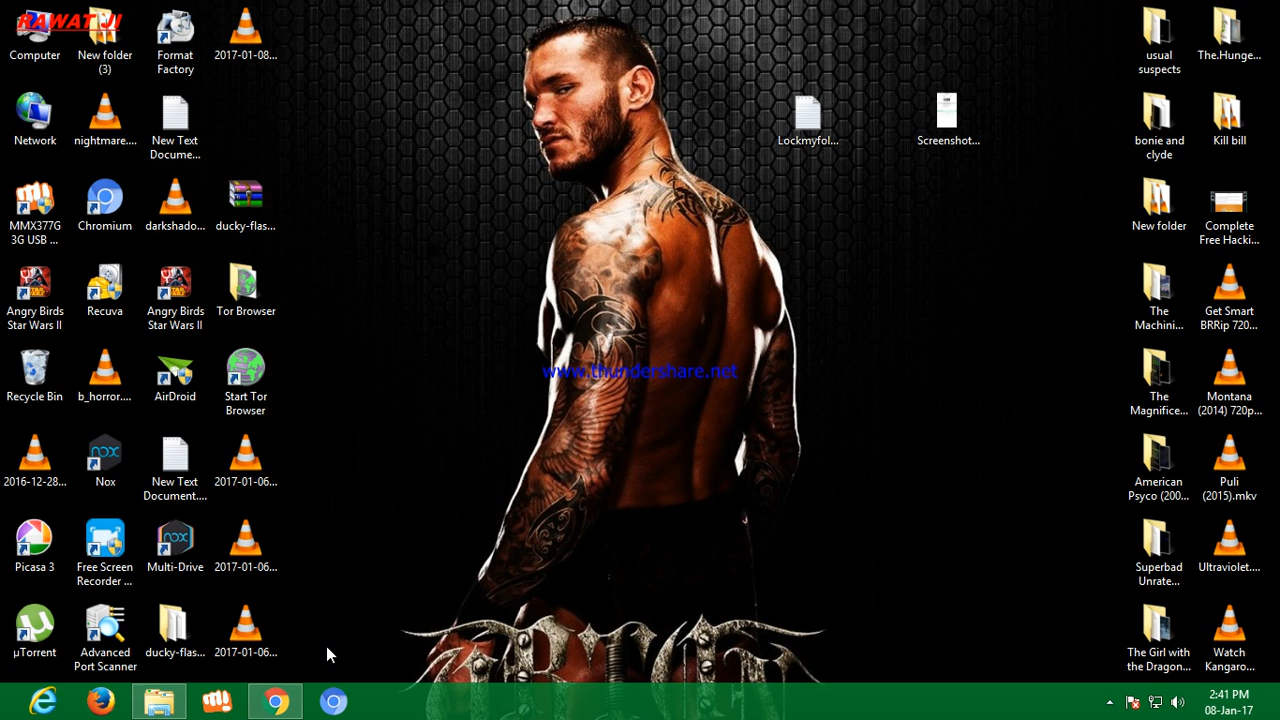 RAWAT JI
Computer
New folder
(3)
Format
Factory
2017-01-08...
Network
nightmare....
New Text
Docume...
MMX377G
3G USB ...
Chromium
darkshado...
ducky-flas...
Angry Birds
Star Wars II
Recuva
Angry Birds
Star Wars II
Tor Browser
Recycle Bin
b_horror....
AirDroid
Start Tor
Browser
2016-12-28...
Nox
New Text
Document....
2017-01-06...
Picasa 3
Free Screen
Recorder ...
Multi-Drive
2017-01-06...
µTorrent
Advanced
Port Scanner
ducky-flas...
2017-01-06...
Lockmyfol...
Screenshot...
www.thundershare.net
usual
suspects
The.Hunge...
bonie and
clyde
Kill bill
New folder
Complete
Free Hacki...
The
Machini...
Get Smart
BRRip 720...
The
Magnifice...
Montana
(2014) 720p...
American
Psyco (200...
Puli
(2015).mkv
Superbad
Unrate...
Ultraviolet....
The Girl with
the Dragon...
Watch
Kangaro...
2:41 PM
08-Jan-17